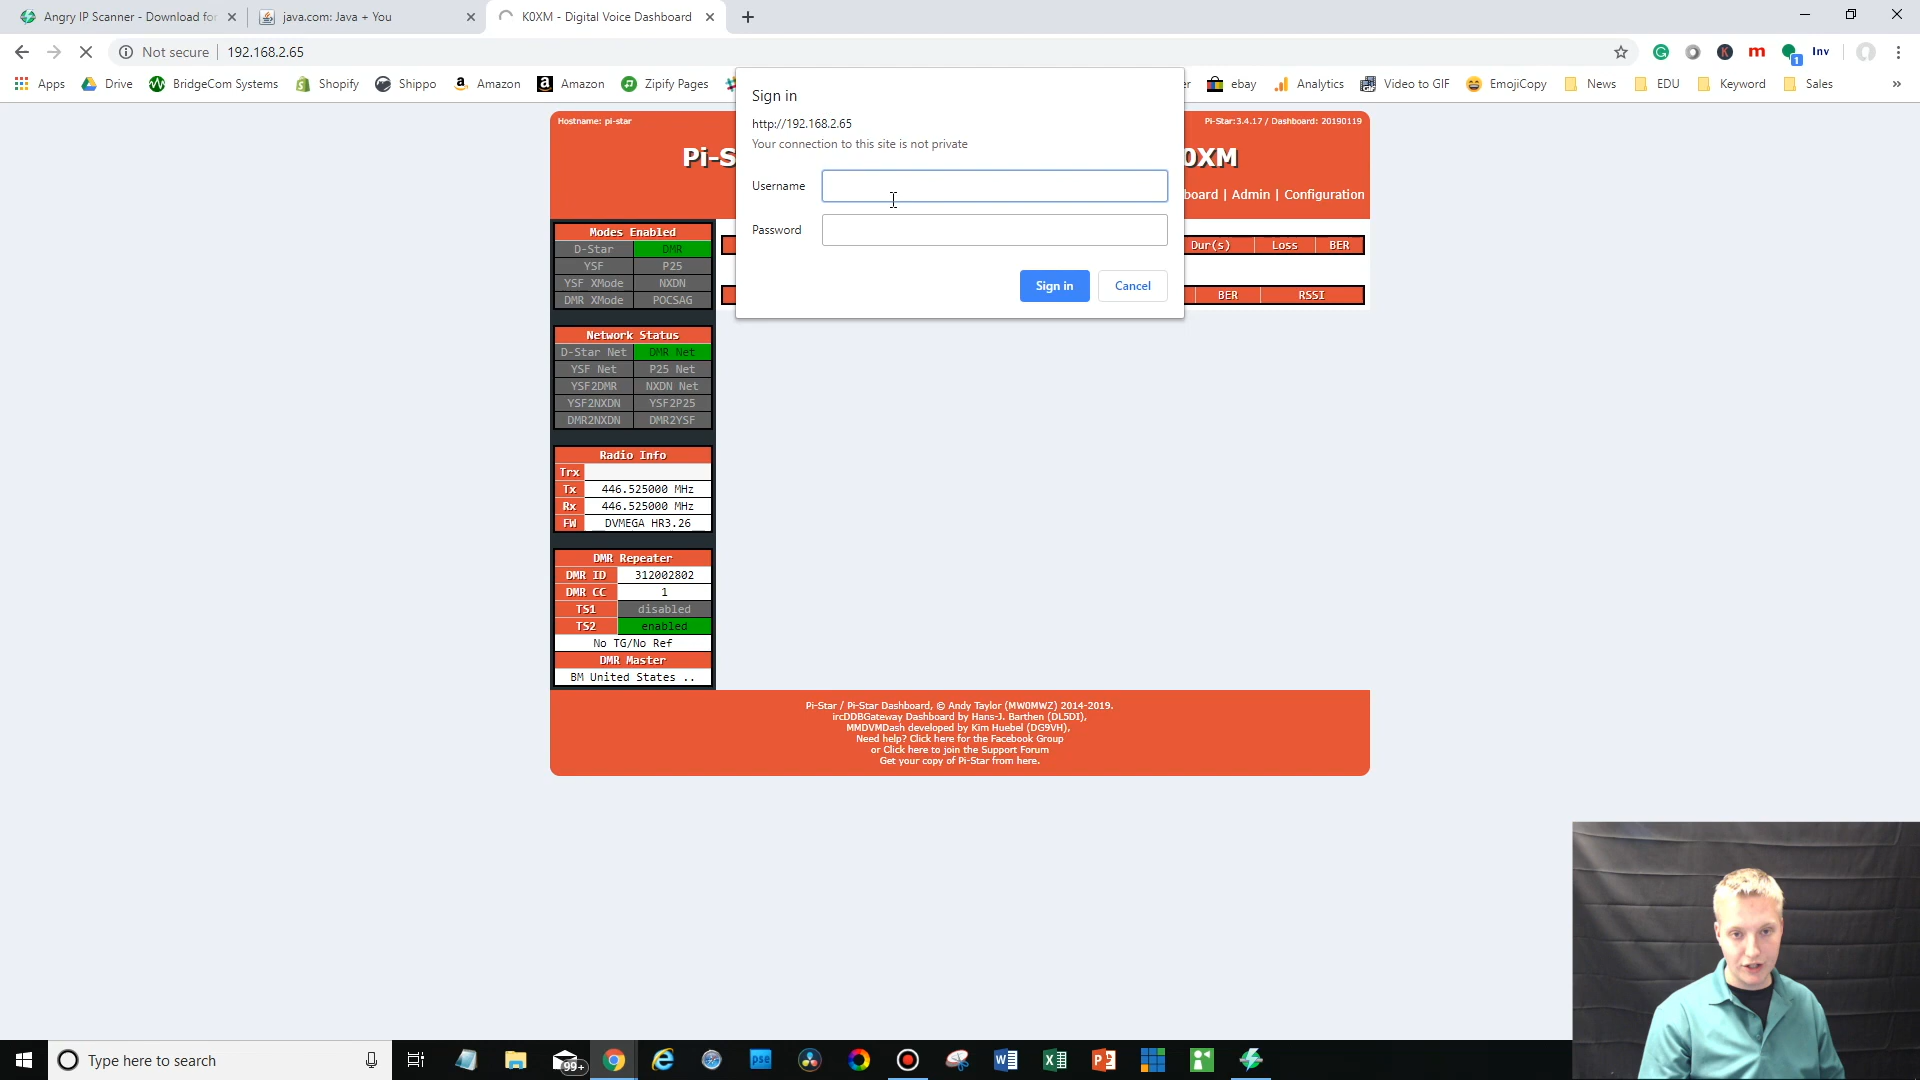 Angry IP Scanner - Download for
java.com: Java + You
K0XM - Digital Voice Dashboard
Not secure
192.168.2.65
Inv
1
Apps
Drive
BridgeCom Systems
Shopify
Shippo
Amazon
Amazon
Zipify Pages
ebay
Analytics
Video to GIF
EmojiCopy
News
EDU
Keyword
Sales
»
Sign in
http://192.168.2.65
Your connection to this site is not private
Username
Password
Sign in
Cancel
Hostname: pi-star
Pi-Star:3.4.17 / Dashboard: 20190119
Pi-S
0XM
board | Admin | Configuration
Modes Enabled
D-Star DMR
YSF P25
YSF XMode NXDN
DMR XMode POCSAG
Dur(s) Loss BER
BER RSSI
Network Status
D-Star Net DMR Net
YSF Net P25 Net
YSF2DMR NXDN Net
YSF2NXDN YSF2P25
DMR2NXDN DMR2YSF
Radio Info
Trx
Tx 446.525000 MHz
Rx 446.525000 MHz
FW DVMEGA HR3.26
DMR Repeater
DMR ID 312002802
DMR CC 1
TS1 disabled
TS2 enabled
No TG/No Ref
DMR Master
BM United States ..
Pi-Star / Pi-Star Dashboard, © Andy Taylor (MW0MWZ) 2014-2019.
ircDDBGateway Dashboard by Hans-J. Barthen (DL5DI),
MMDVMDash developed by Kim Huebel (DG9VH),
Need help? Click here for the Facebook Group
or Click here to join the Support Forum
Get your copy of Pi-Star from here.
Type here to search
99+
pse